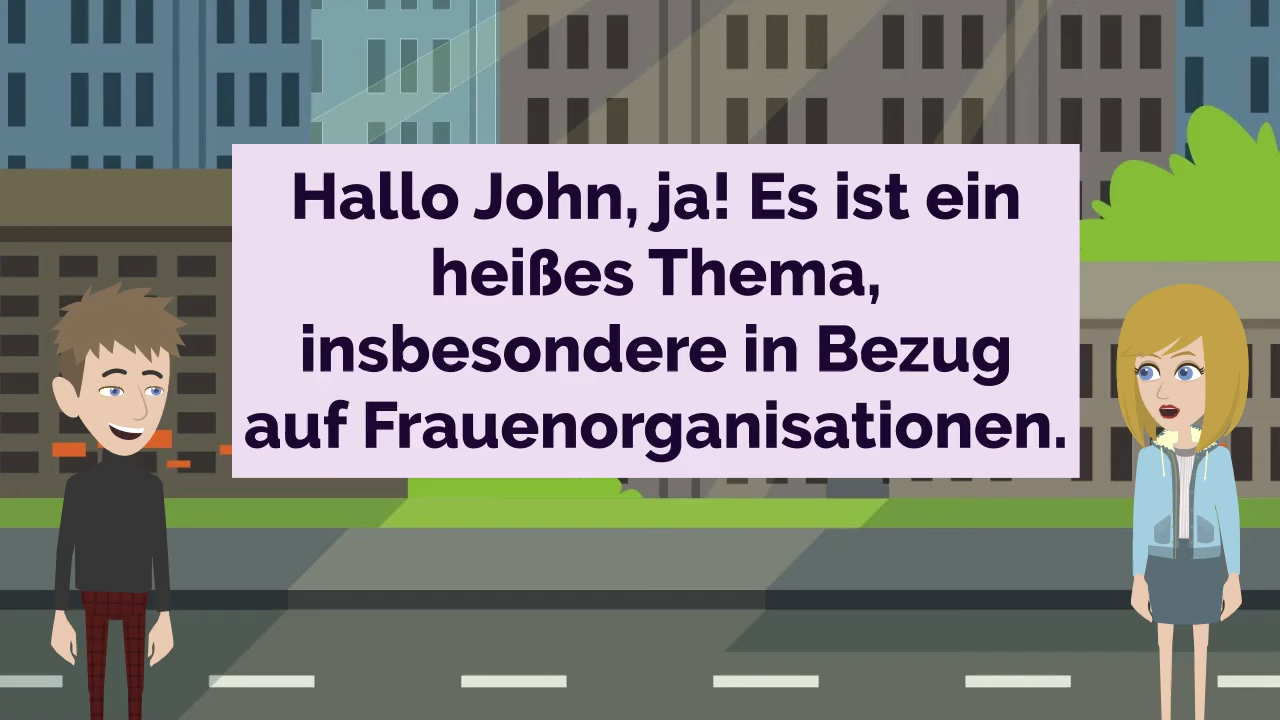 Hallo John, ja! Es ist ein
heißes Thema,
insbesondere in Bezug
auf Frauenorganisationen.